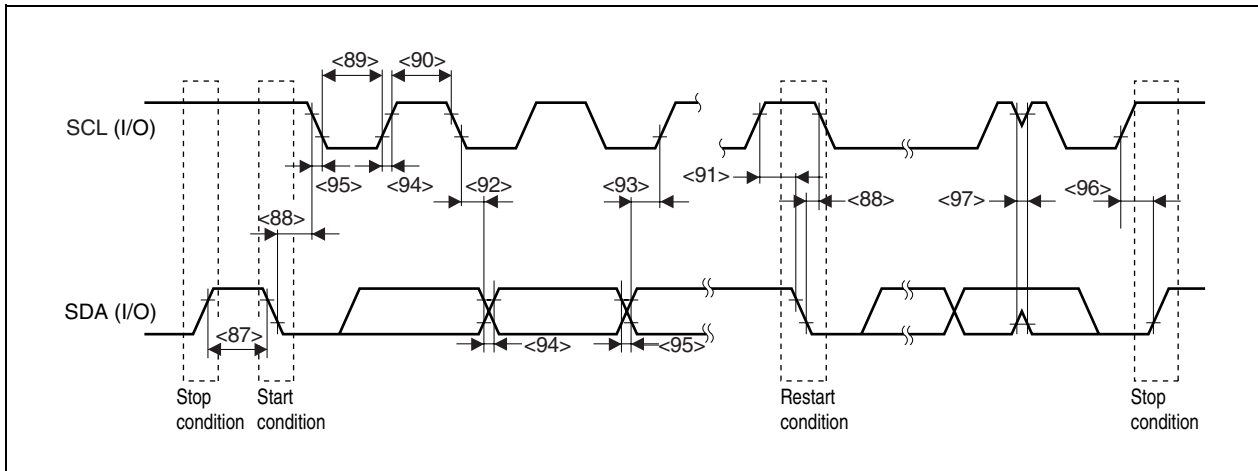 <89> <90>
SCL (I/O)
<95> <94> <92> <93> <91> <88> <97> <96>
<88>
SDA (I/O)
<87> <94> <95>
Stop condition
Start condition
Restart condition
Stop condition